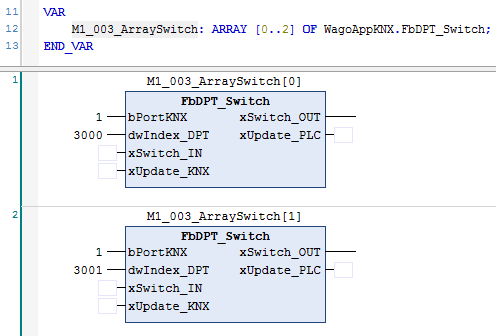 11 VAR
12 M1_003_ArraySwitch: ARRAY [0..2] OF WagoAppKNX.FbDPT_Switch;
13 END_VAR
1
M1_003_ArraySwitch[0]
FbDPT_Switch
1 bPortKNX xSwitch_OUT
3000 dwIndex_DPT xUpdate_PLC
xSwitch_IN
xUpdate_KNX
2
M1_003_ArraySwitch[1]
FbDPT_Switch
1 bPortKNX xSwitch_OUT
3001 dwIndex_DPT xUpdate_PLC
xSwitch_IN
xUpdate_KNX